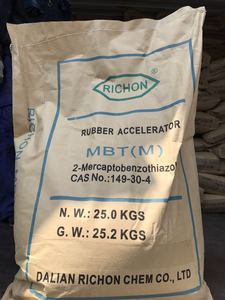 RICHON
RUBBER ACCELERATOR
MBT(M)
2-Mercaptobenzothiazol
CAS No.:149-30-4
N. W.: 25.0 KGS
G. W.: 25.2 KGS
DALIAN RICHON CHEM CO., LTD